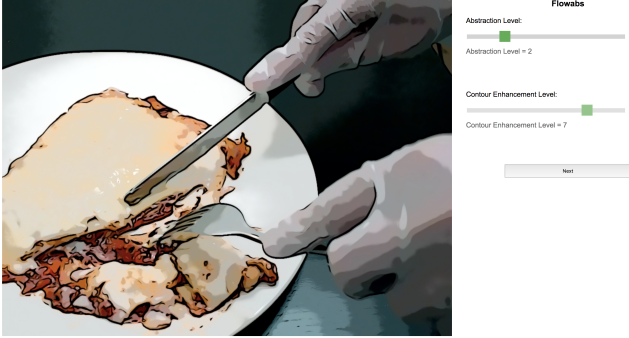 Flowabs
Abstraction Level:
Abstraction Level = 2
Contour Enhancement Level:
Contour Enhancement Level = 7
Next